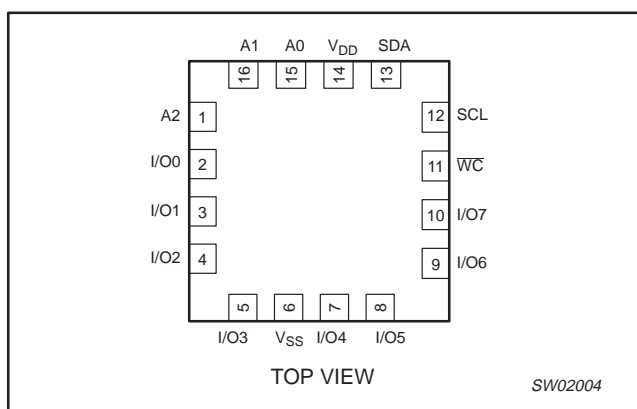 A1 A0 VDD SDA
16 15 14 13
A2 1 12 SCL
I/O0 2 11 W̅C̅
I/O1 3 10 I/O7
I/O2 4 9 I/O6
5 6 7 8
I/O3 VSS I/O4 I/O5
TOP VIEW
SW02004